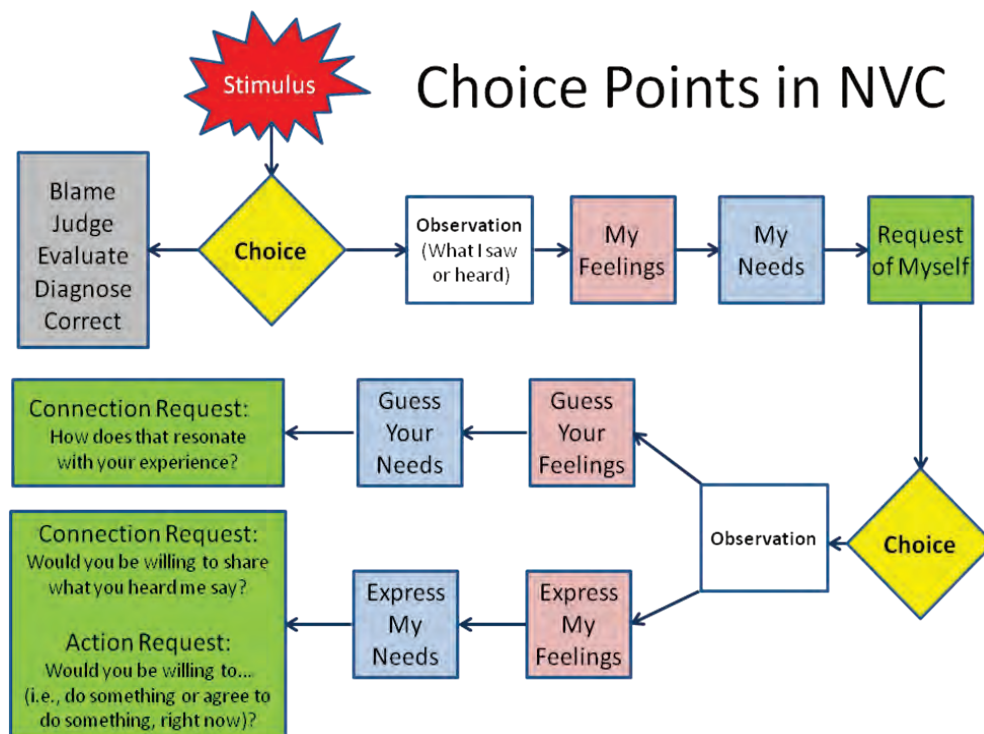 Stimulus
Choice Points in NVC
Blame
Judge
Evaluate
Diagnose
Correct
Choice
Observation
(What I saw
or heard)
My
Feelings
My
Needs
Request
of Myself
Connection Request:
How does that resonate
with your experience?
Guess
Your
Needs
Guess
Your
Feelings
Observation
Choice
Connection Request:
Would you be willing to share
what you heard me say?
Action Request:
Would you be willing to...
(i.e., do something or agree to
do something, right now)?
Express
My
Needs
Express
My
Feelings